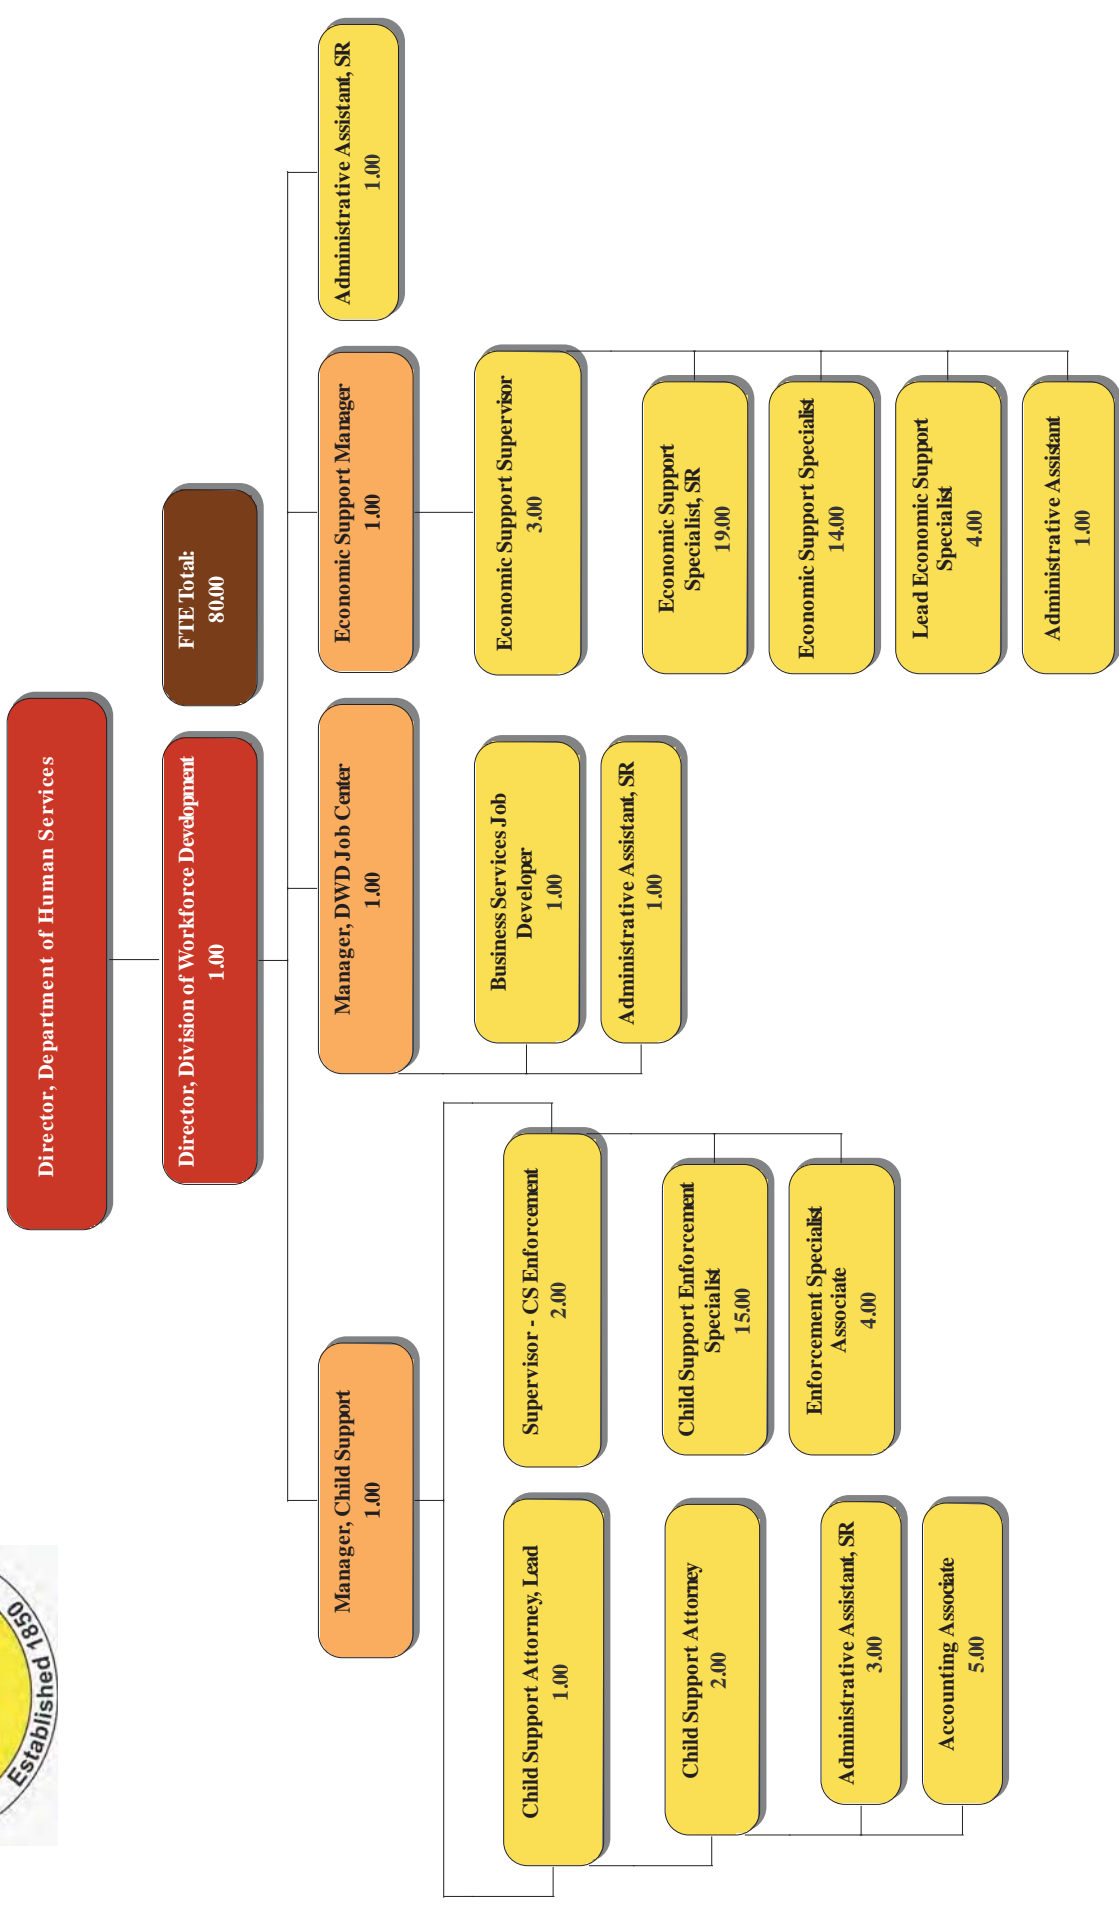 Established 1850
Director, Department of Human Services
Director, Division of Workforce Development
1.00
FTE Total:
80.00
Manager, Child Support
1.00
Manager, DWD Job Center
1.00
Economic Support Manager
1.00
Administrative Assistant, SR
1.00
Child Support Attorney, Lead
1.00
Supervisor - CS Enforcement
2.00
Business Services Job
Developer
1.00
Economic Support Supervisor
3.00
Child Support Attorney
2.00
Child Support Enforcement
Specialist
15.00
Administrative Assistant, SR
1.00
Economic Support
Specialist, SR
19.00
Administrative Assistant, SR
3.00
Enforcement Specialist
Associate
4.00
Economic Support Specialist
14.00
Accounting Associate
5.00
Lead Economic Support
Specialist
4.00
Administrative Assistant
1.00